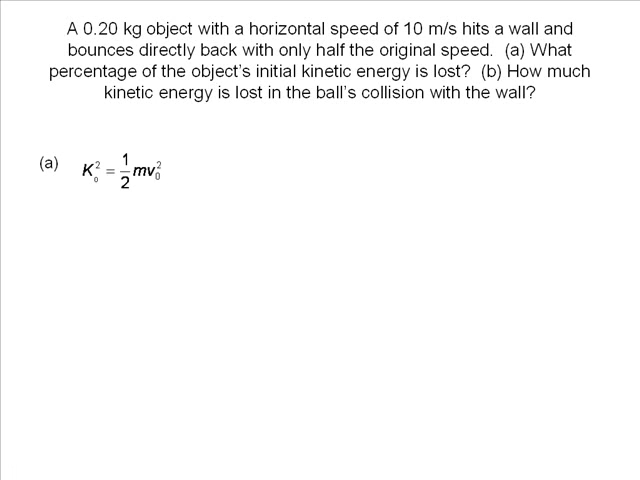 A 0.20 kg object with a horizontal speed of 10 m/s hits a wall and
bounces directly back with only half the original speed.  (a) What
percentage of the object's initial kinetic energy is lost?  (b) How much
kinetic energy is lost in the ball's collision with the wall?
(a) K₀² = 1/2 mv₀²